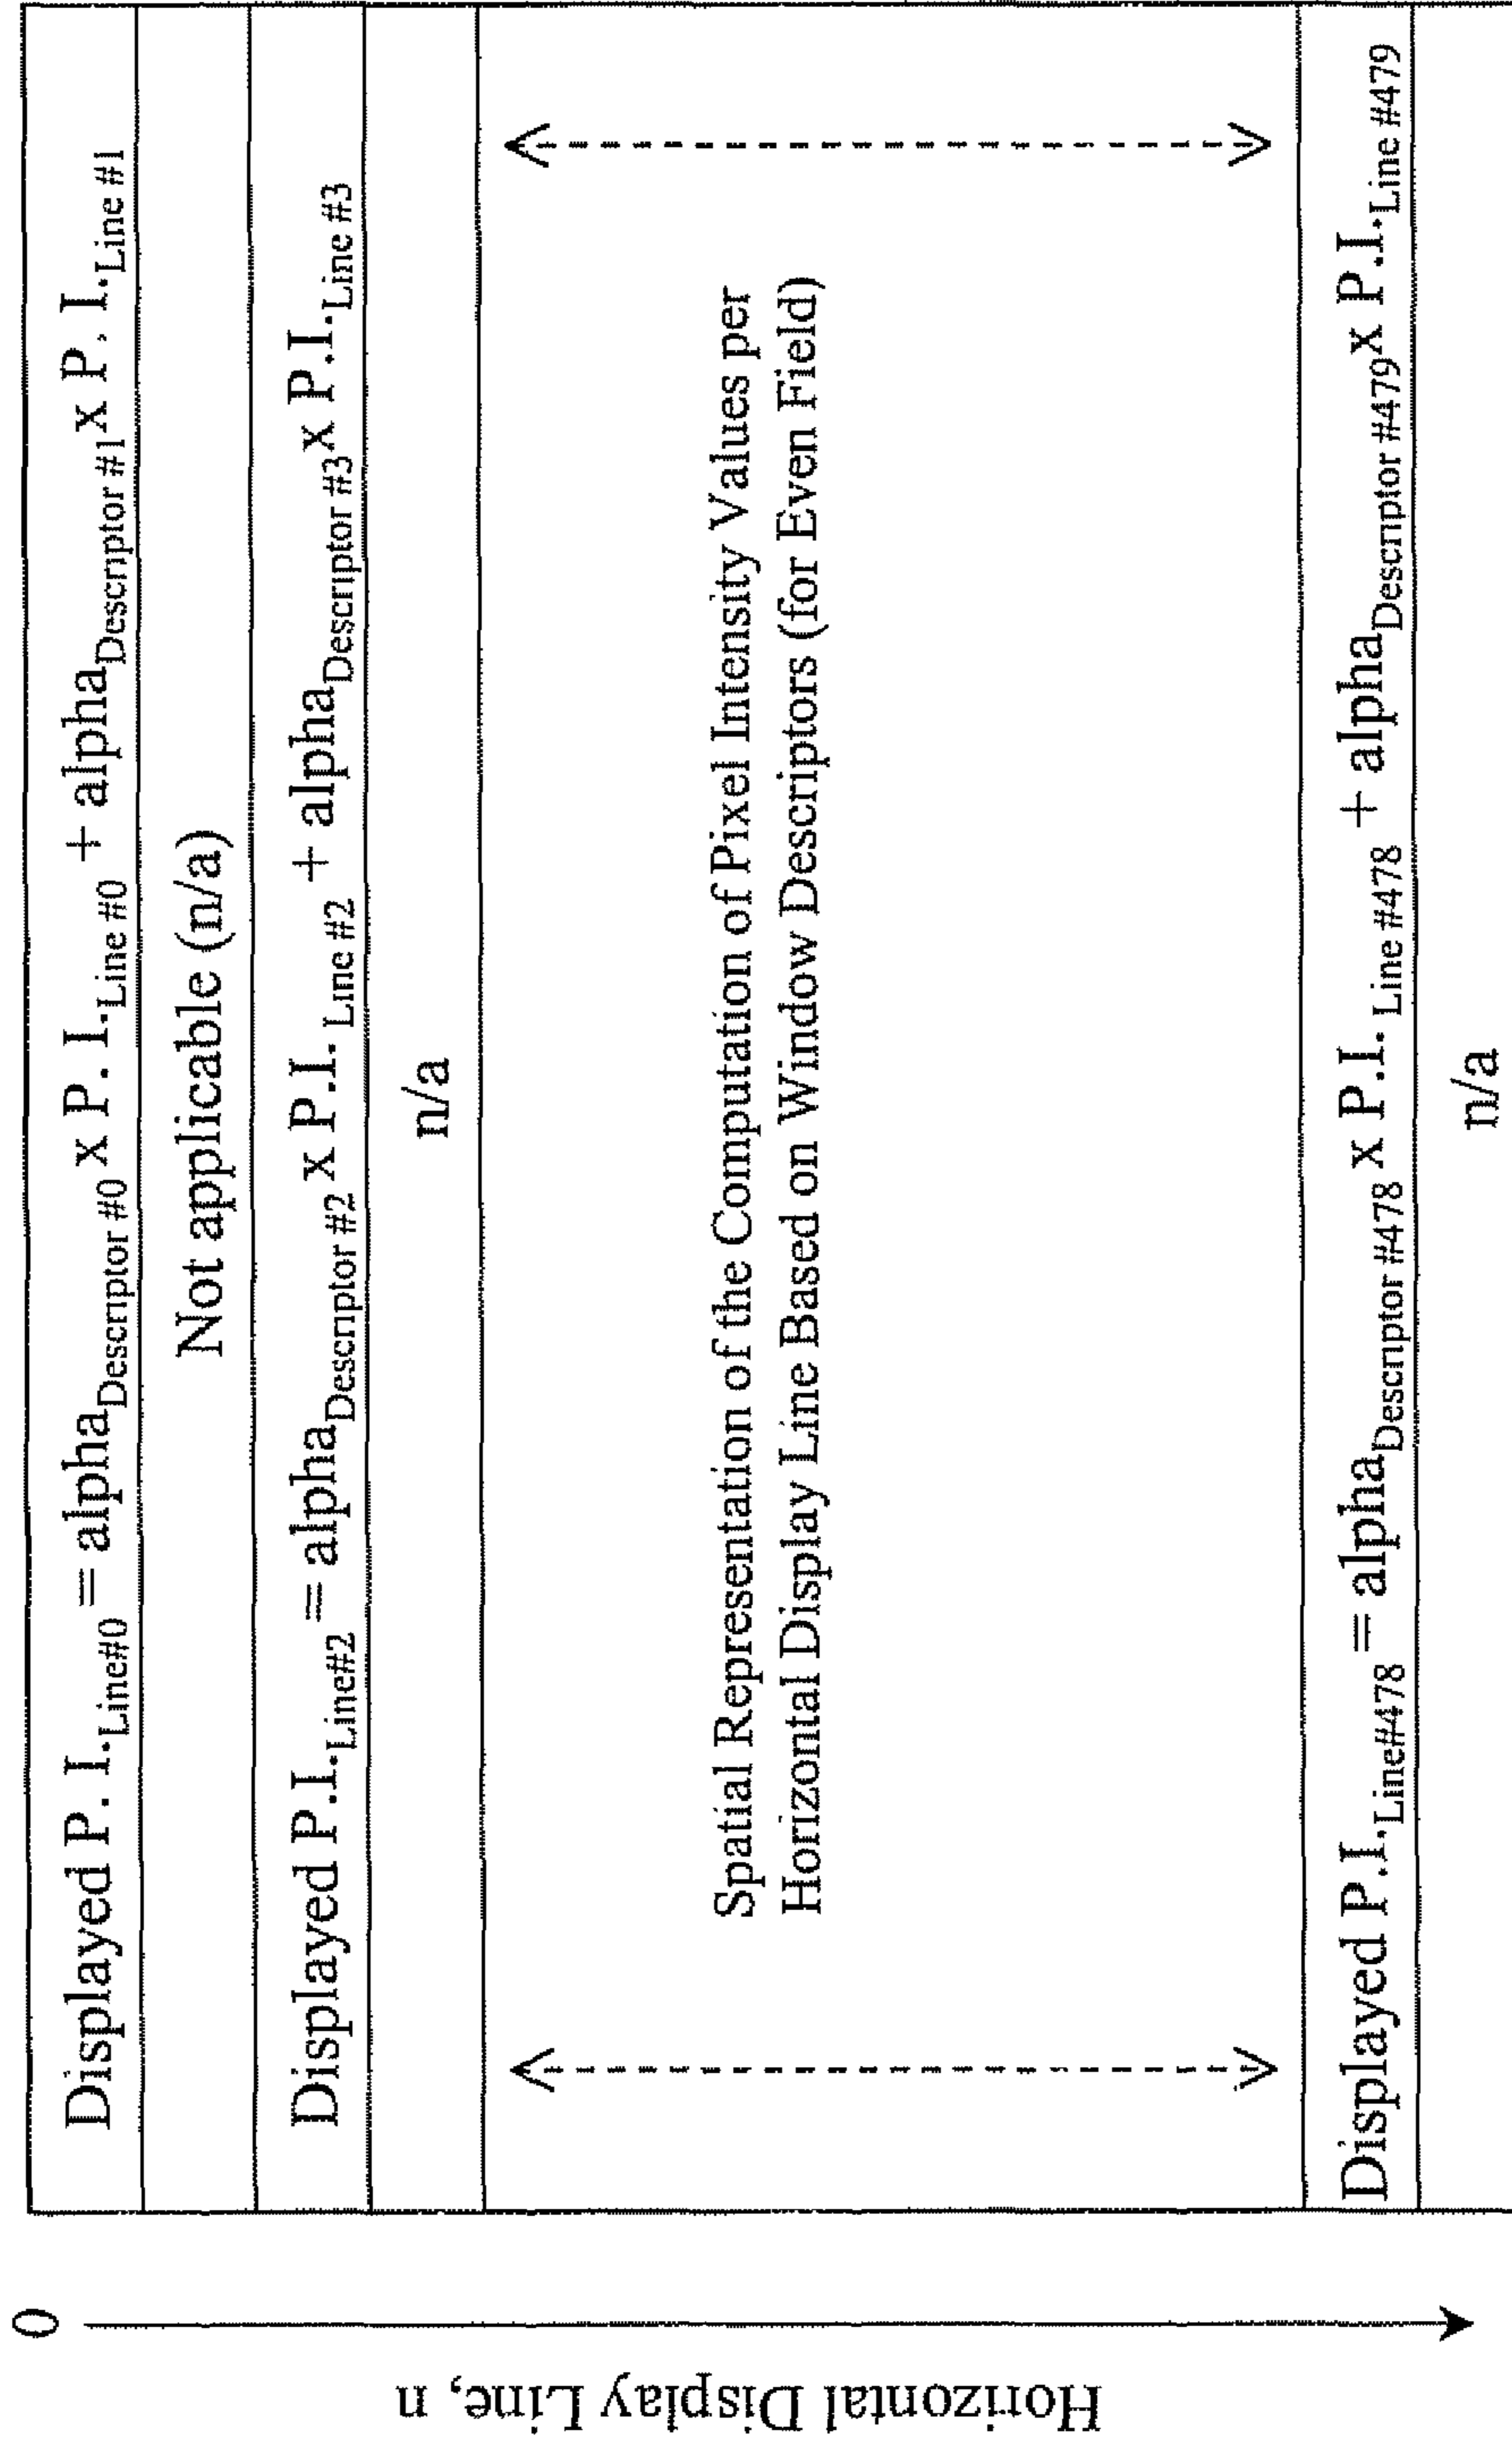 Displayed P. I.Line#0 = alphaDescriptor #0 x P. I.Line #0 + alphaDescriptor #1 x P. I.Line #1
Not applicable (n/a)
Displayed P.I.Line#2 = alphaDescriptor #2 x P.I. Line #2 + alphaDescriptor #3 x P.I.Line #3
n/a
Spatial Representation of the Computation of Pixel Intensity Values per
Horizontal Display Line Based on Window Descriptors (for Even Field)
Displayed P.I.Line#478 = alphaDescriptor #478 x P.I. Line #478 + alphaDescriptor #479 x P.I.Line #479
n/a
0
Horizontal Display Line, n